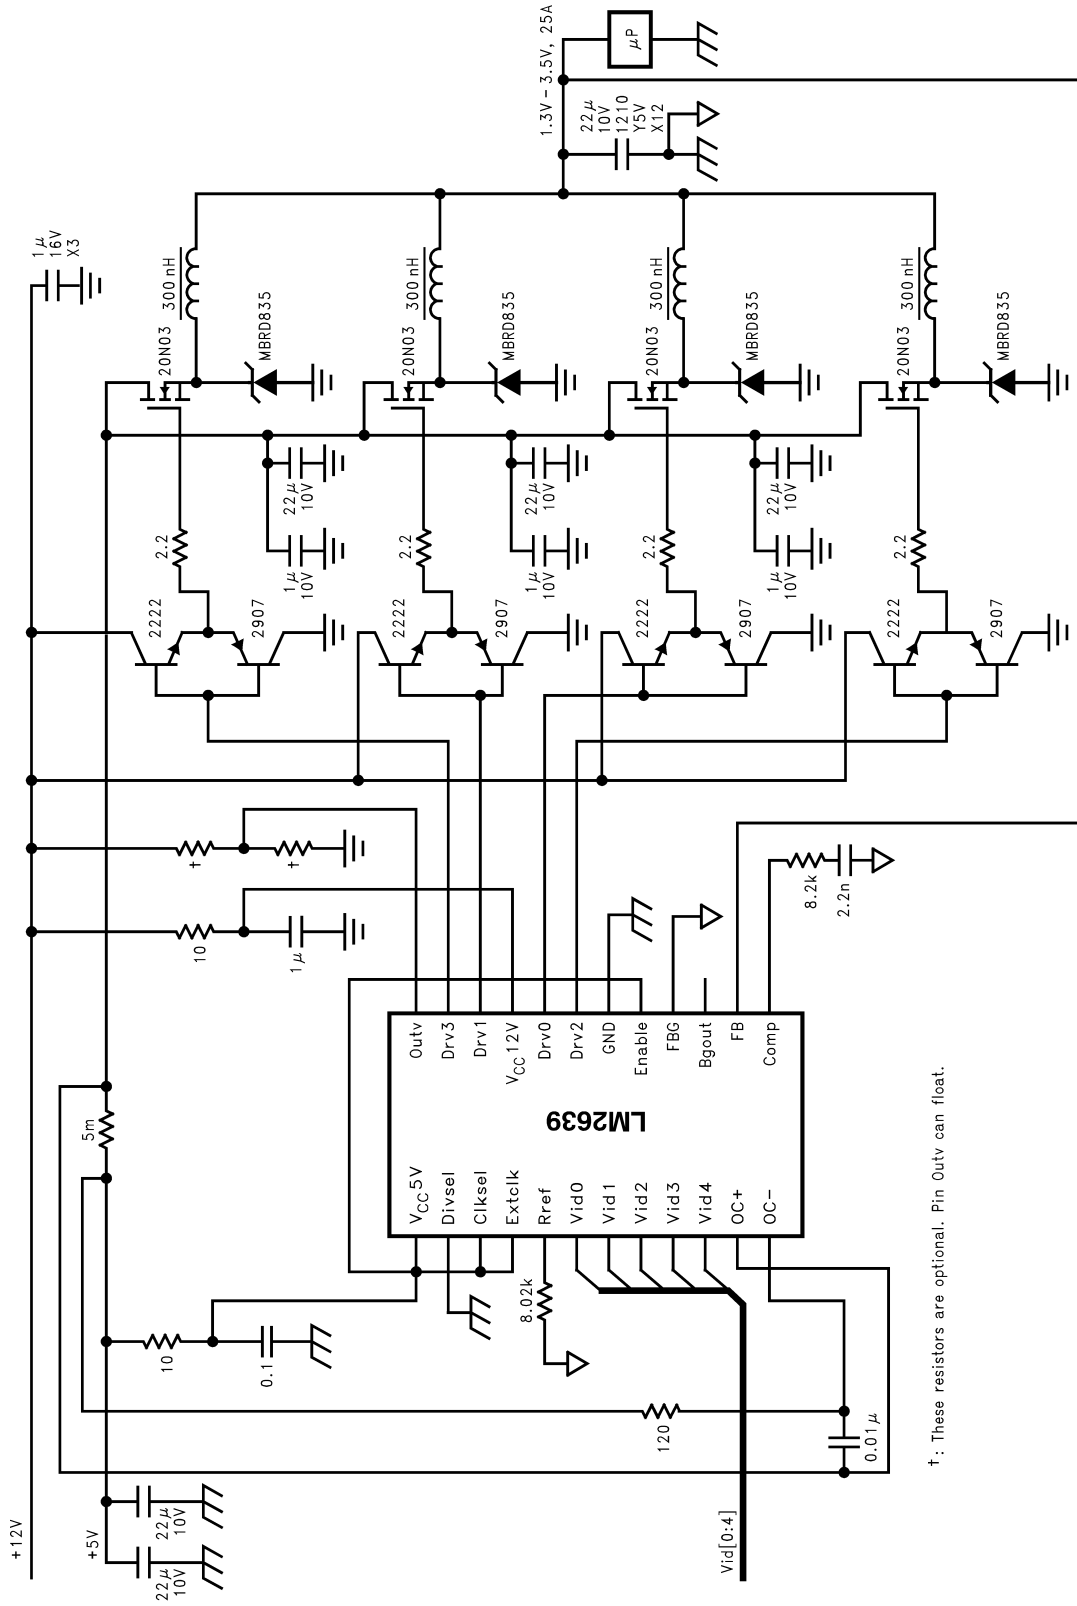 +12V
+5V
22μ
10V
22μ
10V
10
0.1
5m
10
1μ
†
†
1μ
16V
X3
2222
2907
2.2
20N03
300 nH
MBRD835
1μ
10V
22μ
10V
2222
2907
2.2
20N03
300 nH
MBRD835
1μ
10V
22μ
10V
2222
2907
2.2
20N03
300 nH
MBRD835
1μ
10V
22μ
10V
2222
2907
2.2
20N03
300 nH
MBRD835
1.3V – 3.5V, 25A
22μ
10V
1210
Y5V
X12
μP
VCC 5V
Divsel
Clksel
Extclk
Rref
Vid0
Vid1
Vid2
Vid3
Vid4
OC+
OC−
LM2639
Outv
Drv3
Drv1
VCC 12V
Drv0
Drv2
GND
Enable
FBG
Bgout
FB
Comp
8.02k
120
0.01μ
8.2k
2.2n
Vid[0:4]
†: These resistors are optional. Pin Outv can float.